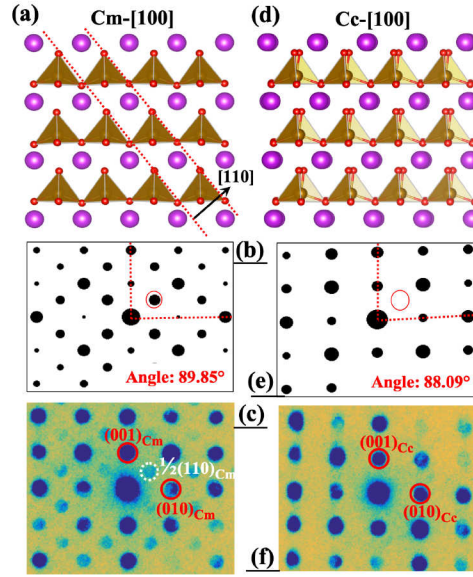 (a)
Cm-[100]
(d)
Cc-[100]
[110]
(b)
Angle: 89.85°
(e)
Angle: 88.09°
(c)
(001)Cm
½(110)Cm
(010)Cm
(001)Cc
(010)Cc
(f)